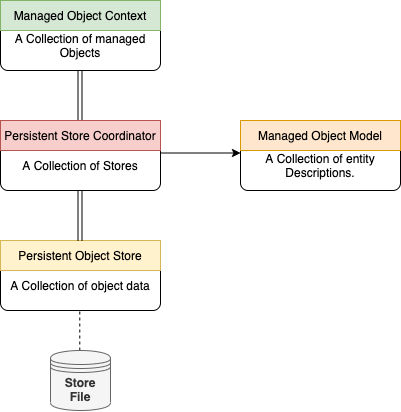 Managed Object Context
A Collection of managed
Objects
Persistent Store Coordinator
A Collection of Stores
Managed Object Model
A Collection of entity
Descriptions.
Persistent Object Store
A Collection of object data
Store
File